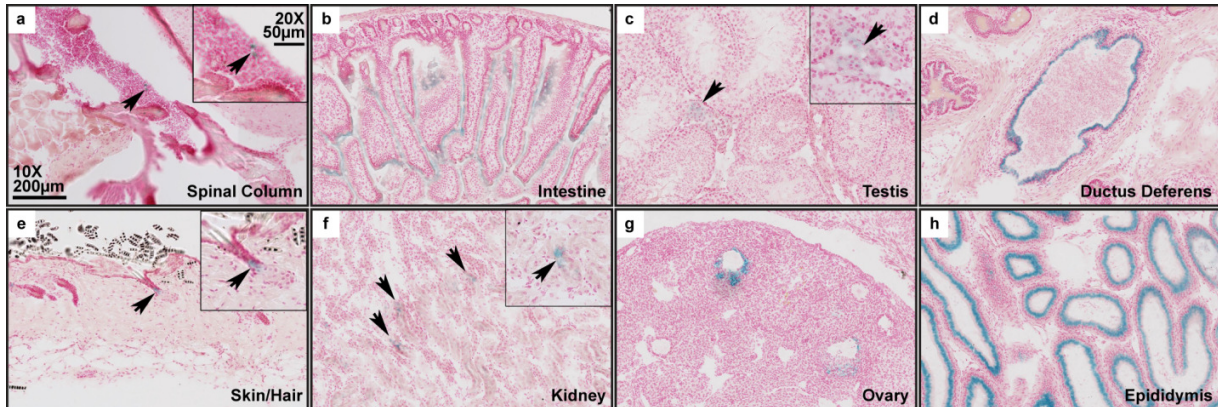 a
20X
50µm
10X
200µm
Spinal Column
b
Intestine
c
Testis
d
Ductus Deferens
e
Skin/Hair
f
Kidney
g
Ovary
h
Epididymis